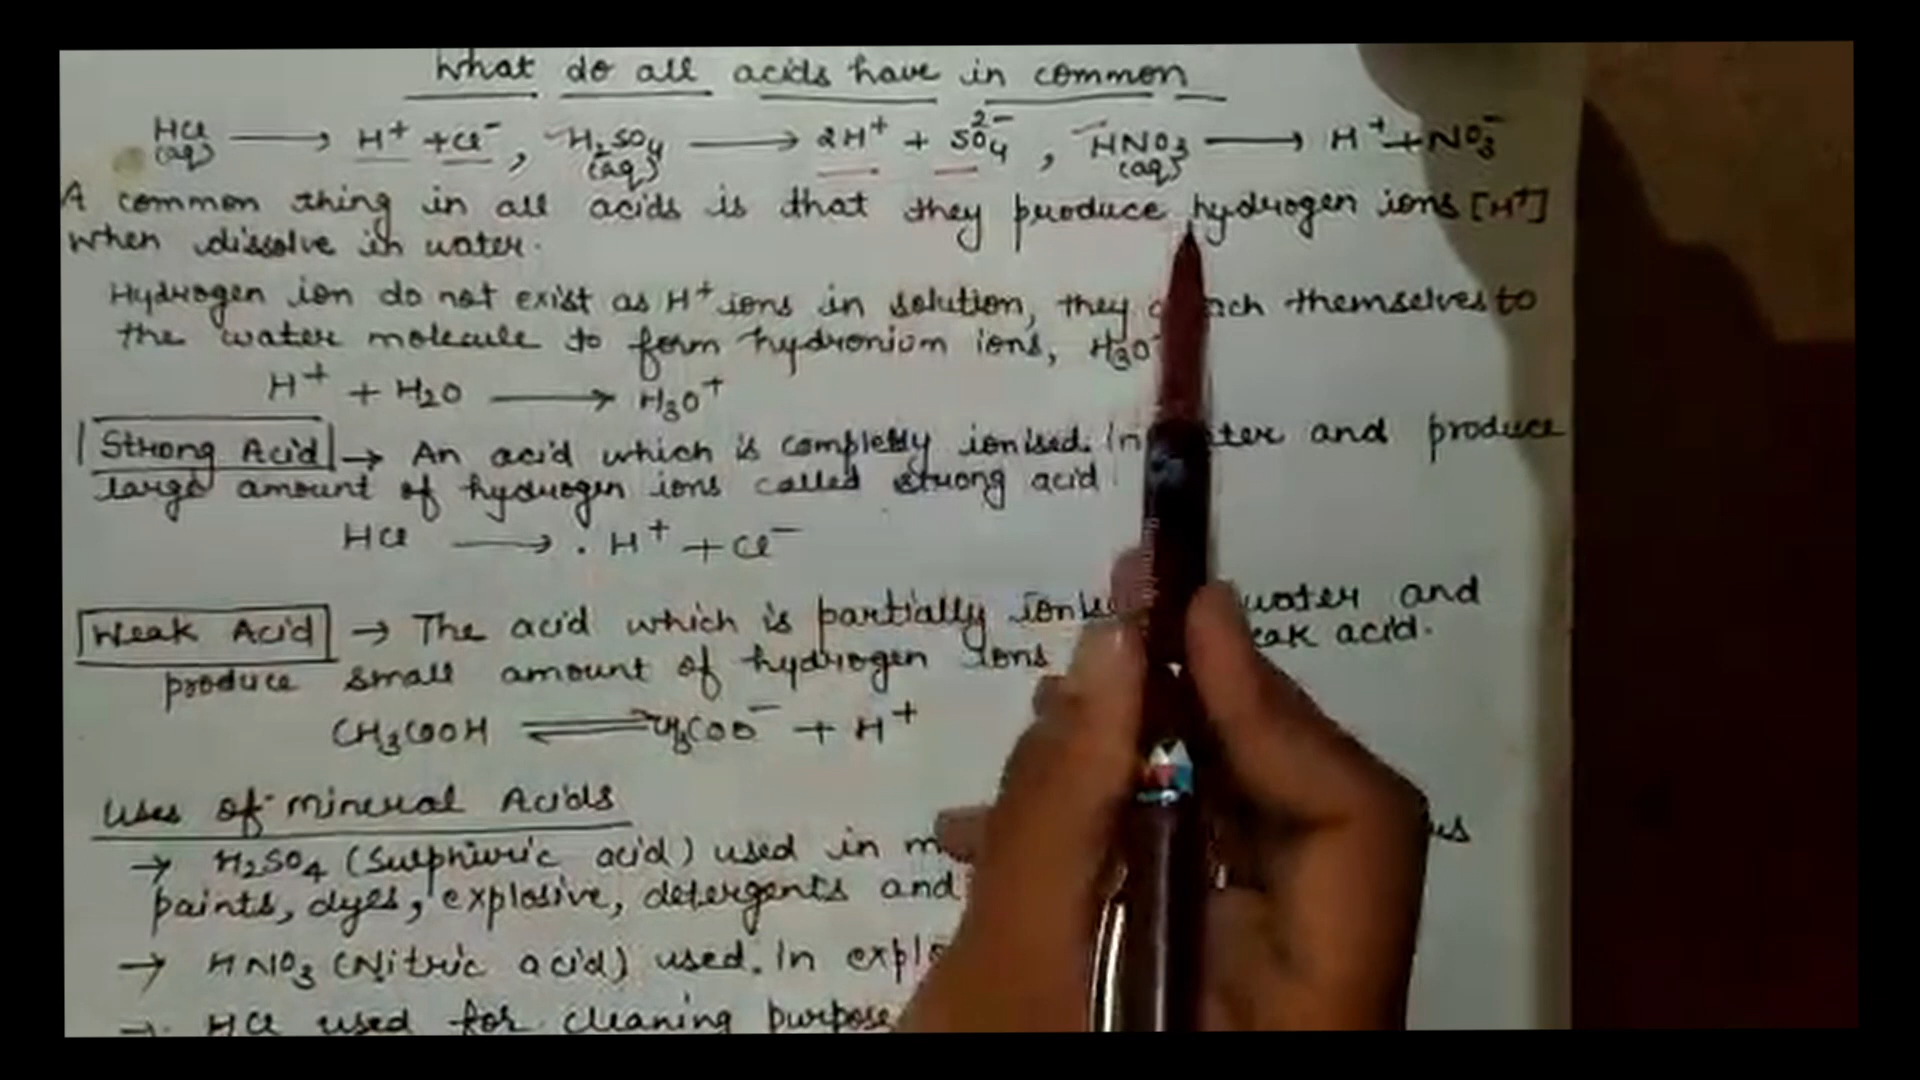 What do all acids have in common
HCl (aq) ⟶ H⁺ + Cl⁻ , H₂SO₄ (aq) ⟶ 2H⁺ + SO₄²⁻ , HNO₃ (aq) ⟶ H⁺ + NO₃⁻
A common thing in all acids is that they produce hydrogen ions [H⁺]
when dissolve in water.
Hydrogen ion do not exist as H⁺ ions in solution, they themselves to
the water molecule to form hydronium ions, H₃O
H⁺ + H₂O ⟶ H₃O⁺
Strong Acid → An acid which is completly ionised. In and produce
large amount of hydrogen ions called strong acid
HCl ⟶ H⁺ + Cl⁻
Weak Acid → The acid which is partially water and
produce small amount of hydrogen ions acid.
CH₃COOH ⇌ CH₃COO⁻ + H⁺
Uses of mineral Acids
→ H₂SO₄ (Sulphuric acid) used in
paints, dyes, explosive, detergents and
→ HNO₃ (Nitric acid) used. In
→ HCl used for cleaning purpose